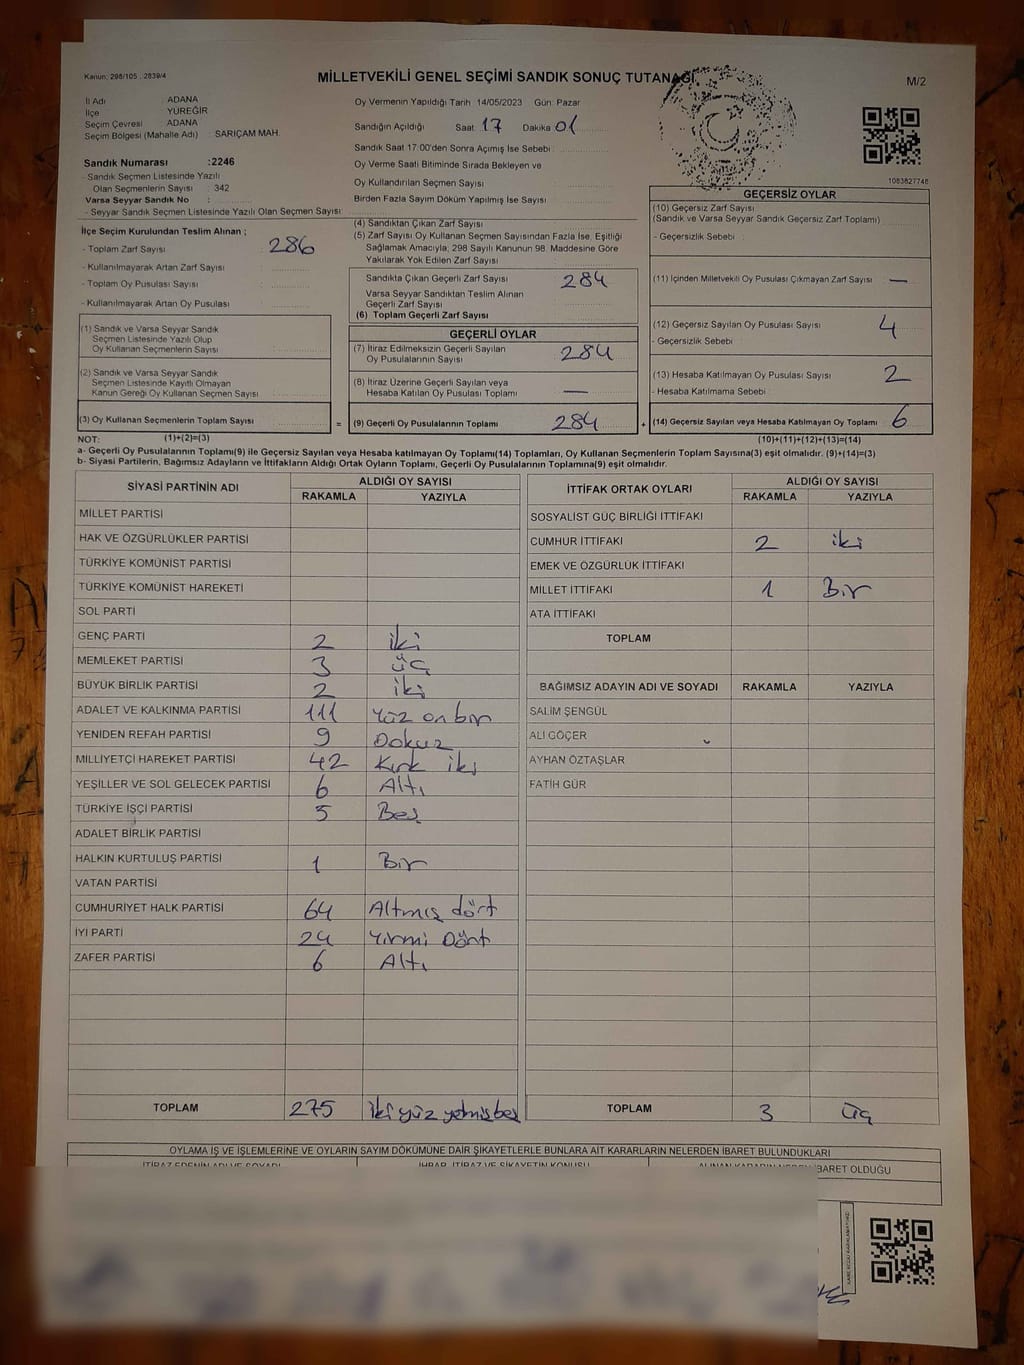 Kanun: 298/105 . 2839/4
MİLLETVEKİLİ GENEL SEÇİMİ SANDIK SONUÇ TUTANAĞI
M/2
İl Adı : ADANA
İlçe : YÜREĞİR
Seçim Çevresi : ADANA
Seçim Bölgesi (Mahalle Adı) : SARIÇAM MAH.
Oy Vermenin Yapıldığı Tarih 14/05/2023 Gün: Pazar
Sandığın Açıldığı Saat 17 Dakika 01
Sandık Saat 17:00'den Sonra Açımış İse Sebebi :
Oy Verme Saati Bitiminde Sırada Bekleyen ve
Oy Kullandırılan Seçmen Sayısı
Birden Fazla Sayım Döküm Yapılmış İse Sayısı :
Sandık Numarası :2246
- Sandık Seçmen Listesinde Yazılı
Olan Seçmenlerin Sayısı : 342
Varsa Seyyar Sandık No :
- Seyyar Sandık Seçmen Listesinde Yazılı Olan Seçmen Sayısı:
1083827748
İlçe Seçim Kurulundan Teslim Alınan ;
- Toplam Zarf Sayısı : 286
- Kullanılmayarak Artan Zarf Sayısı :
- Toplam Oy Pusulası Sayısı :
- Kullanılmayarak Artan Oy Pusulası :
(4) Sandıktan Çıkan Zarf Sayısı
(5) Zarf Sayısı Oy Kullanan Seçmen Sayısından Fazla İse, Eşitliği
Sağlamak Amacıyla, 298 Sayılı Kanunun 98. Maddesine Göre
Yakılarak Yok Edilen Zarf Sayısı :
Sandıkta Çıkan Geçerli Zarf Sayısı 284
Varsa Seyyar Sandıktan Teslim Alınan
Geçerli Zarf Sayısı
(6) Toplam Geçerli Zarf Sayısı
GEÇERSİZ OYLAR
(10) Geçersiz Zarf Sayısı
(Sandık ve Varsa Seyyar Sandık Geçersiz Zarf Toplamı)
- Geçersizlik Sebebi :
(11) İçinden Milletvekili Oy Pusulası Çıkmayan Zarf Sayısı —
(12) Geçersiz Sayılan Oy Pusulası Sayısı 4
- Geçersizlik Sebebi
(13) Hesaba Katılmayan Oy Pusulası Sayısı 2
- Hesaba Katılmama Sebebi
(14) Geçersiz Sayılan veya Hesaba Katılmayan Oy Toplamı 6
(1) Sandık ve Varsa Seyyar Sandık
Seçmen Listesinde Yazılı Olup
Oy Kullanan Seçmenlerin Sayısı
(2) Sandık ve Varsa Seyyar Sandık
Seçmen Listesinde Kayıtlı Olmayan
Kanun Gereği Oy Kullanan Seçmen Sayısı
(3) Oy Kullanan Seçmenlerin Toplam Sayısı =
GEÇERLİ OYLAR
(7) İtiraz Edilmeksizin Geçerli Sayılan
Oy Pusulalarının Sayısı 284
(8) İtiraz Üzerine Geçerli Sayılan veya
Hesaba Katılan Oy Pusulası Toplamı —
(9) Geçerli Oy Pusulalarının Toplamı 284 +
NOT: (1)+(2)=(3)
(10)+(11)+(12)+(13)=(14)
a- Geçerli Oy Pusulalarının Toplamı(9) ile Geçersiz Sayılan veya Hesaba katılmayan Oy Toplamı(14) Toplamları, Oy Kullanan Seçmenlerin Toplam Sayısına(3) eşit olmalıdır. (9)+(14)=(3)
b- Siyasi Partilerin, Bağımsız Adayların ve İttifakların Aldığı Ortak Oyların Toplamı, Geçerli Oy Pusulalarının Toplamına(9) eşit olmalıdır.
SİYASİ PARTİNİN ADI
ALDIĞI OY SAYISI
RAKAMLA YAZIYLA
MİLLET PARTİSİ
HAK VE ÖZGÜRLÜKLER PARTİSİ
TÜRKİYE KOMÜNİST PARTİSİ
TÜRKİYE KOMÜNİST HAREKETİ
SOL PARTİ
GENÇ PARTİ 2 iki
MEMLEKET PARTİSİ 3 üç
BÜYÜK BİRLİK PARTİSİ 2 iki
ADALET VE KALKINMA PARTİSİ 111 Yüz on bir
YENİDEN REFAH PARTİSİ 9 Dokuz
MİLLİYETÇİ HAREKET PARTİSİ 42 Kırk iki
YEŞİLLER VE SOL GELECEK PARTİSİ 6 Altı
TÜRKİYE İŞÇİ PARTİSİ 5 Beş
ADALET BİRLİK PARTİSİ
HALKIN KURTULUŞ PARTİSİ 1 Bir
VATAN PARTİSİ
CUMHURİYET HALK PARTİSİ 64 Altmış dört
İYİ PARTİ 24 Yirmi Dört
ZAFER PARTİSİ 6 Altı
TOPLAM 275 iki yüz yetmiş beş
İTTİFAK ORTAK OYLARI
ALDIĞI OY SAYISI
RAKAMLA YAZIYLA
SOSYALİST GÜÇ BİRLİĞİ İTTİFAKI
CUMHUR İTTİFAKI 2 iki
EMEK VE ÖZGÜRLÜK İTTİFAKI
MİLLET İTTİFAKI 1 Bir
ATA İTTİFAKI
TOPLAM
BAĞIMSIZ ADAYIN ADI VE SOYADI RAKAMLA YAZIYLA
SALİM ŞENGÜL
ALİ GÖÇER
AYHAN ÖZTAŞLAR
FATİH GÜR
TOPLAM 3 üç
OYLAMA İŞ VE İŞLEMLERİNE VE OYLARIN SAYIM DÖKÜMÜNE DAİR ŞİKAYETLERLE BUNLARA AİT KARARLARIN NELERDEN İBARET BULUNDUKLARI
İTİRAZ EDENİN ADI VE SOYADI İHBAR, İTİRAZ VE ŞİKAYETİN KONUSU ALINAN KARARIN NEDEN İBARET OLDUĞU